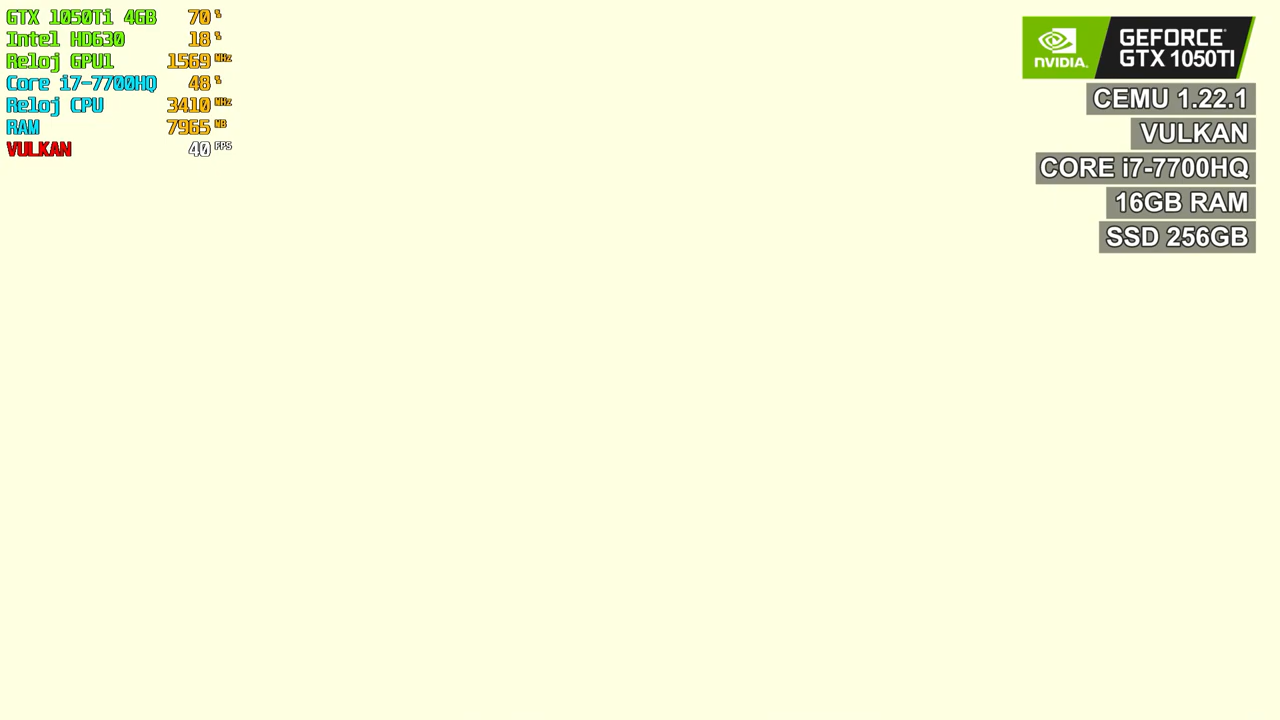 GTX 1050Ti 4GB 70 %
Intel HD630 18 %
Reloj GPU1 1569 MHz
Core i7-7700HQ 48 %
Reloj CPU 3410 MHz
RAM 7965 MB
VULKAN 40 FPS
NVIDIA.
GEFORCE®
GTX 1050TI
CEMU 1.22.1
VULKAN
CORE i7-7700HQ
16GB RAM
SSD 256GB